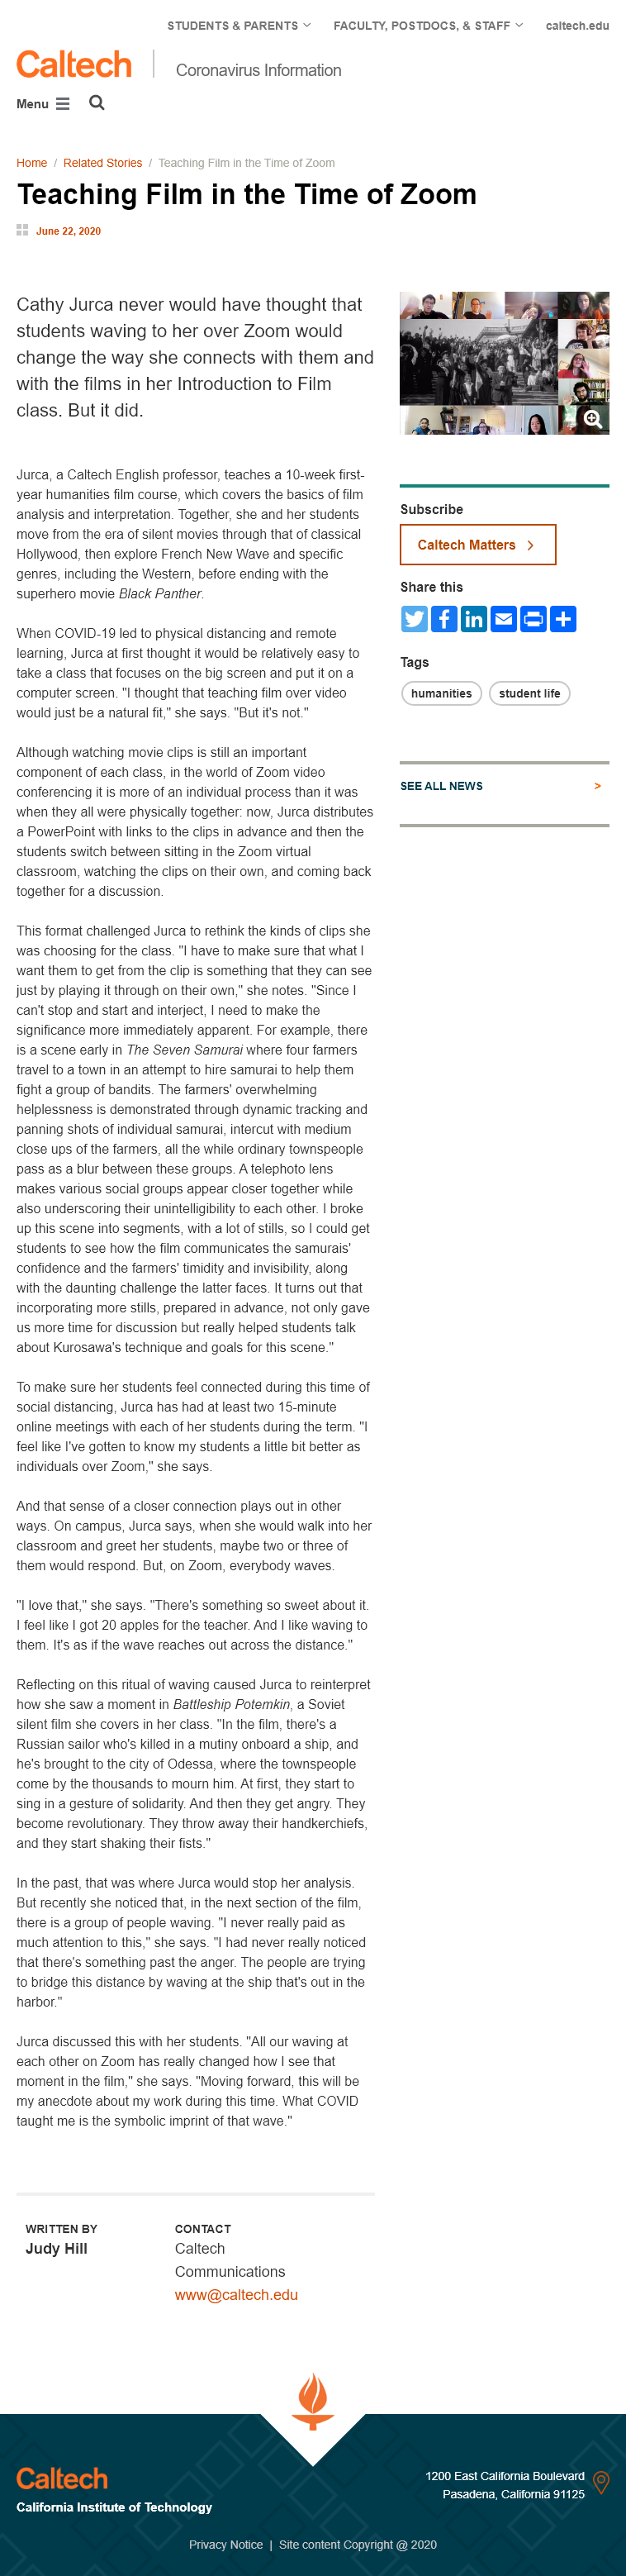 STUDENTS & PARENTS FACULTY, POSTDOCS, & STAFF caltech.edu
Caltech Coronavirus Information
Menu
Home / Related Stories / Teaching Film in the Time of Zoom
Teaching Film in the Time of Zoom
June 22, 2020
Cathy Jurca never would have thought that
students waving to her over Zoom would
change the way she connects with them and
with the films in her Introduction to Film
class. But it did.
Jurca, a Caltech English professor, teaches a 10-week first-
year humanities film course, which covers the basics of film
analysis and interpretation. Together, she and her students
move from the era of silent movies through that of classical
Hollywood, then explore French New Wave and specific
genres, including the Western, before ending with the
superhero movie Black Panther.
When COVID-19 led to physical distancing and remote
learning, Jurca at first thought it would be relatively easy to
take a class that focuses on the big screen and put it on a
computer screen. "I thought that teaching film over video
would just be a natural fit," she says. "But it's not."
Although watching movie clips is still an important
component of each class, in the world of Zoom video
conferencing it is more of an individual process than it was
when they all were physically together: now, Jurca distributes
a PowerPoint with links to the clips in advance and then the
students switch between sitting in the Zoom virtual
classroom, watching the clips on their own, and coming back
together for a discussion.
This format challenged Jurca to rethink the kinds of clips she
was choosing for the class. "I have to make sure that what I
want them to get from the clip is something that they can see
just by playing it through on their own," she notes. "Since I
can't stop and start and interject, I need to make the
significance more immediately apparent. For example, there
is a scene early in The Seven Samurai where four farmers
travel to a town in an attempt to hire samurai to help them
fight a group of bandits. The farmers' overwhelming
helplessness is demonstrated through dynamic tracking and
panning shots of individual samurai, intercut with medium
close ups of the farmers, all the while ordinary townspeople
pass as a blur between these groups. A telephoto lens
makes various social groups appear closer together while
also underscoring their unintelligibility to each other. I broke
up this scene into segments, with a lot of stills, so I could get
students to see how the film communicates the samurais'
confidence and the farmers' timidity and invisibility, along
with the daunting challenge the latter faces. It turns out that
incorporating more stills, prepared in advance, not only gave
us more time for discussion but really helped students talk
about Kurosawa's technique and goals for this scene."
To make sure her students feel connected during this time of
social distancing, Jurca has had at least two 15-minute
online meetings with each of her students during the term. "I
feel like I've gotten to know my students a little bit better as
individuals over Zoom," she says.
And that sense of a closer connection plays out in other
ways. On campus, Jurca says, when she would walk into her
classroom and greet her students, maybe two or three of
them would respond. But, on Zoom, everybody waves.
"I love that," she says. "There's something so sweet about it.
I feel like I got 20 apples for the teacher. And I like waving to
them. It's as if the wave reaches out across the distance."
Reflecting on this ritual of waving caused Jurca to reinterpret
how she saw a moment in Battleship Potemkin, a Soviet
silent film she covers in her class. "In the film, there's a
Russian sailor who's killed in a mutiny onboard a ship, and
he's brought to the city of Odessa, where the townspeople
come by the thousands to mourn him. At first, they start to
sing in a gesture of solidarity. And then they get angry. They
become revolutionary. They throw away their handkerchiefs,
and they start shaking their fists."
In the past, that was where Jurca would stop her analysis.
But recently she noticed that, in the next section of the film,
there is a group of people waving. "I never really paid as
much attention to this," she says. "I had never really noticed
that there's something past the anger. The people are trying
to bridge this distance by waving at the ship that's out in the
harbor."
Jurca discussed this with her students. "All our waving at
each other on Zoom has really changed how I see that
moment in the film," she says. "Moving forward, this will be
my anecdote about my work during this time. What COVID
taught me is the symbolic imprint of that wave."
Subscribe
Caltech Matters
Share this
Tags
humanities student life
SEE ALL NEWS >
WRITTEN BY
Judy Hill
CONTACT
Caltech
Communications
www@caltech.edu
Caltech
California Institute of Technology
1200 East California Boulevard
Pasadena, California 91125
Privacy Notice | Site content Copyright @ 2020